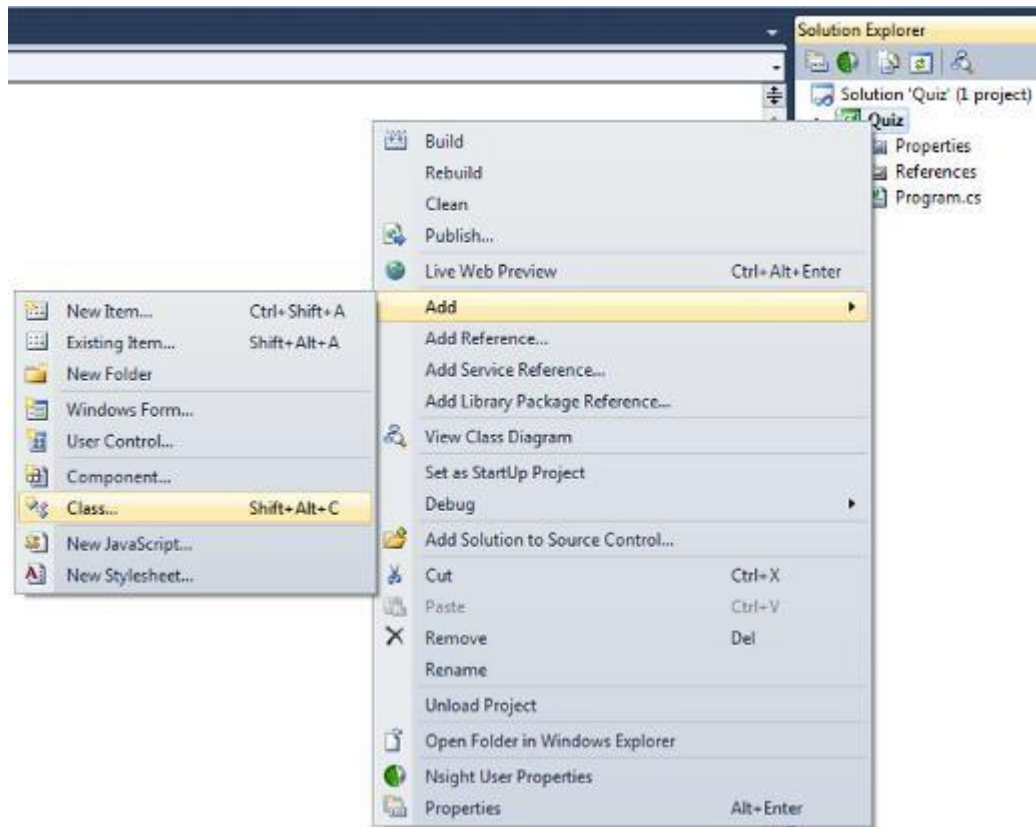 Solution Explorer
Solution 'Quiz' (1 project)
Quiz
Properties
References
Program.cs
Build
Rebuild
Clean
Publish...
Live Web Preview Ctrl+Alt+Enter
Add
Add Reference...
Add Service Reference...
Add Library Package Reference...
View Class Diagram
Set as StartUp Project
Debug
Add Solution to Source Control...
Cut Ctrl+X
Paste Ctrl+V
Remove Del
Rename
Unload Project
Open Folder in Windows Explorer
Nsight User Properties
Properties Alt+Enter
New Item... Ctrl+Shift+A
Existing Item... Shift+Alt+A
New Folder
Windows Form...
User Control...
Component...
Class... Shift+Alt+C
New JavaScript...
New Stylesheet...